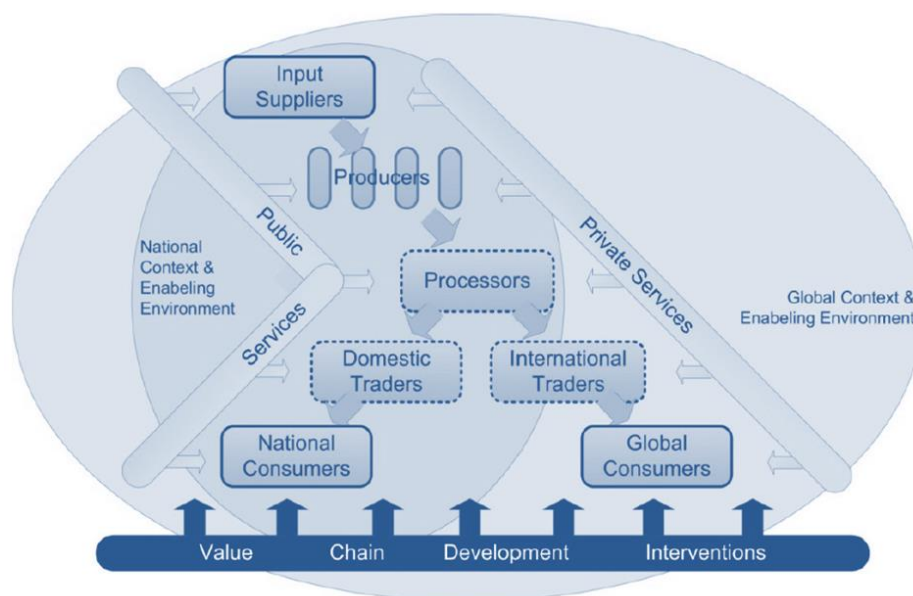 Input
Suppliers
Producers
Public
Private Services
National
Context &
Enabeling
Environment
Processors
Global Context &
Enabeling Environment
Services
Domestic
Traders
International
Traders
National
Consumers
Global
Consumers
Value Chain Development Interventions